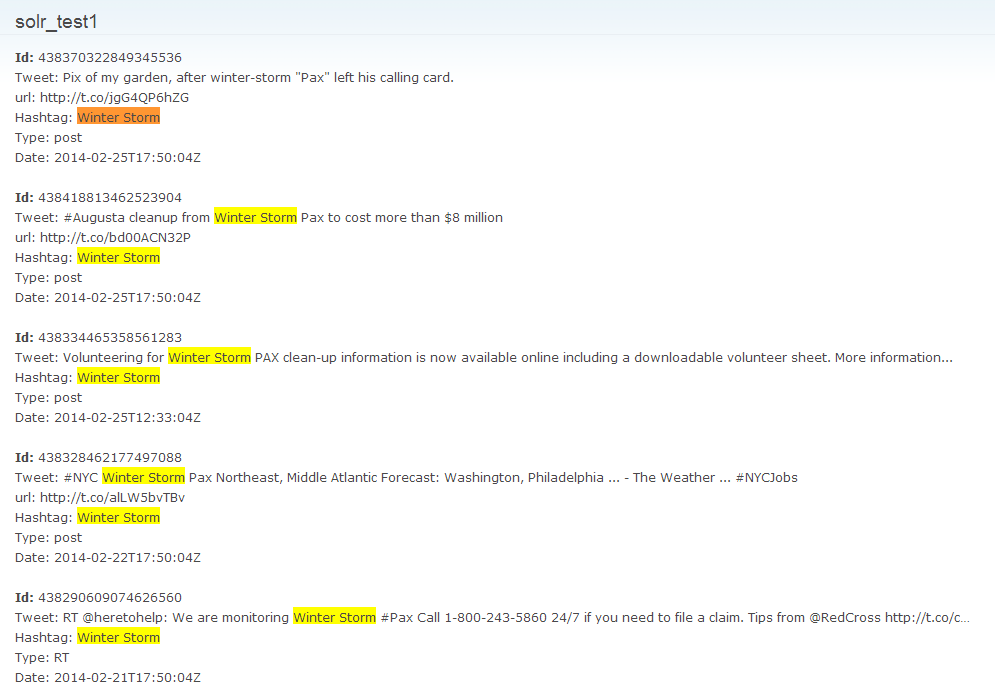 solr_test1
Id: 438370322849345536
Tweet: Pix of my garden, after winter-storm "Pax" left his calling card.
url: http://t.co/jgG4QP6hZG
Hashtag: Winter Storm
Type: post
Date: 2014-02-25T17:50:04Z
Id: 438418813462523904
Tweet: #Augusta cleanup from Winter Storm Pax to cost more than $8 million
url: http://t.co/bd00ACN32P
Hashtag: Winter Storm
Type: post
Date: 2014-02-25T17:50:04Z
Id: 438334465358561283
Tweet: Volunteering for Winter Storm PAX clean-up information is now available online including a downloadable volunteer sheet. More information...
Hashtag: Winter Storm
Type: post
Date: 2014-02-25T12:33:04Z
Id: 438328462177497088
Tweet: #NYC Winter Storm Pax Northeast, Middle Atlantic Forecast: Washington, Philadelphia ... - The Weather ... #NYCJobs
url: http://t.co/alLW5bvTBv
Hashtag: Winter Storm
Type: post
Date: 2014-02-22T17:50:04Z
Id: 438290609074626560
Tweet: RT @heretohelp: We are monitoring Winter Storm #Pax Call 1-800-243-5860 24/7 if you need to file a claim. Tips from @RedCross http://t.co/c...
Hashtag: Winter Storm
Type: RT
Date: 2014-02-21T17:50:04Z